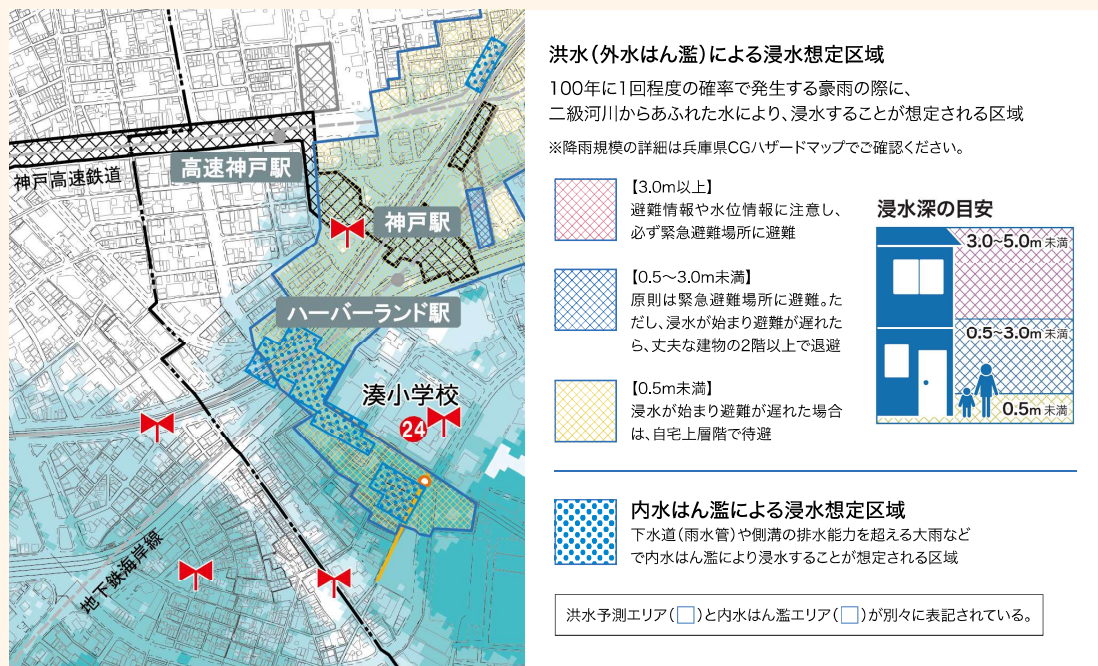 神戸高速鉄道
高速神戸駅
神戸駅
ハーバーランド駅
湊小学校
24
地下鉄海岸線
洪水（外水はん濫）による浸水想定区域
100年に1回程度の確率で発生する豪雨の際に、
二級河川からあふれた水により、浸水することが想定される区域
※降雨規模の詳細は兵庫県CGハザードマップでご確認ください。
【3.0m以上】
避難情報や水位情報に注意し、
必ず緊急避難場所に避難
【0.5〜3.0m未満】
原則は緊急避難場所に避難。た
だし、浸水が始まり避難が遅れた
ら、丈夫な建物の2階以上で退避
【0.5m未満】
浸水が始まり避難が遅れた場合
は、自宅上層階で待避
浸水深の目安
3.0~5.0m 未満
0.5~3.0m 未満
0.5m 未満
内水はん濫による浸水想定区域
下水道（雨水管）や側溝の排水能力を超える大雨など
で内水はん濫により浸水することが想定される区域
洪水予測エリア（□）と内水はん濫エリア（□）が別々に表記されている。